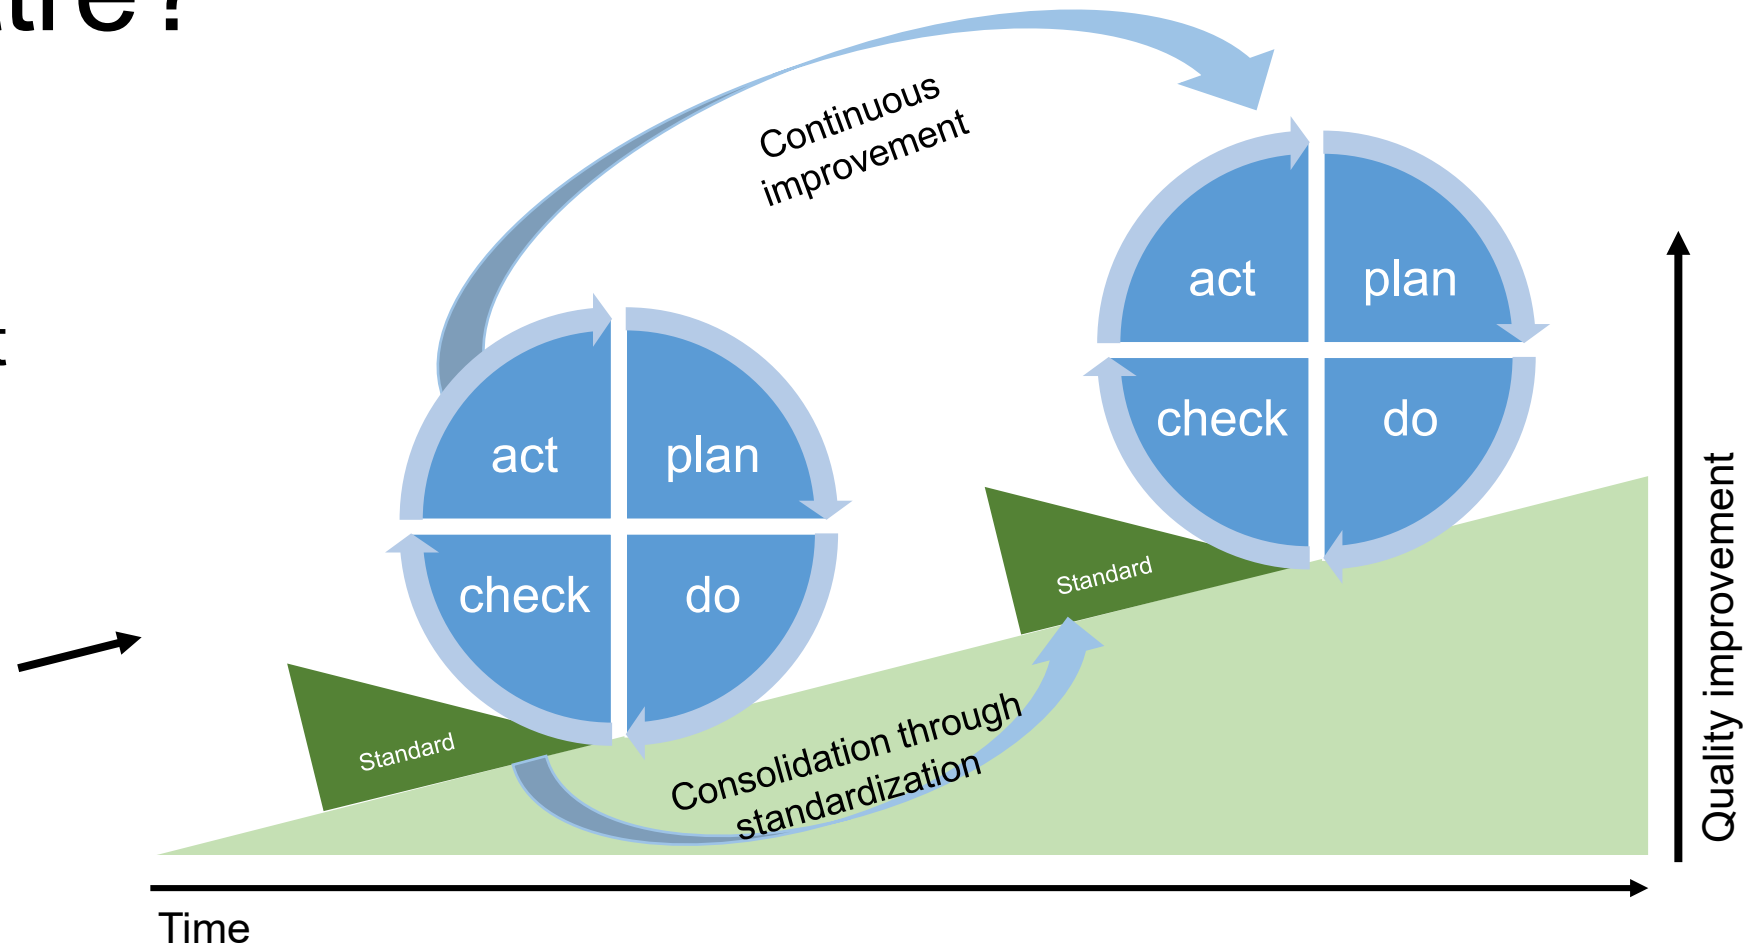 Continuous
improvement
act
plan
check
do
Standard
act
plan
check
do
Standard
Consolidation through
standardization
Quality improvement
Time